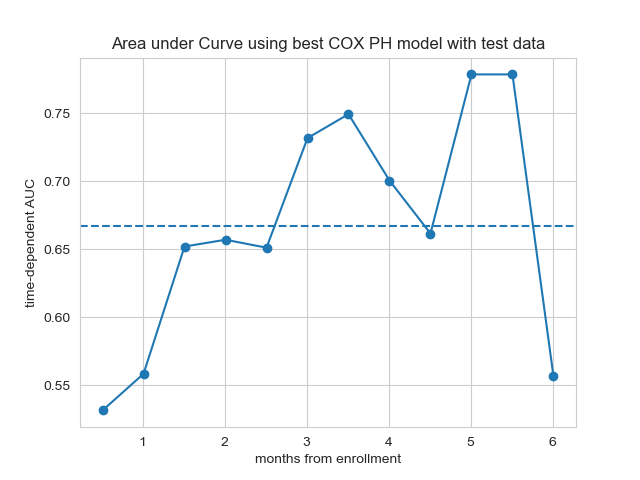 Area under Curve using best COX PH model with test data
time-dependent AUC
0.75
0.70
0.65
0.60
0.55
1 2 3 4 5 6
months from enrollment